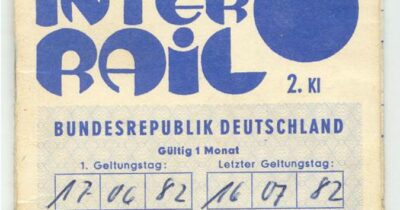 INTER
RAIL
2. Kl
BUNDESREPUBLIK DEUTSCHLAND
Gültig 1 Monat
1. Geltungstag: Letzter Geltungstag:
17 06 82 16 07 82